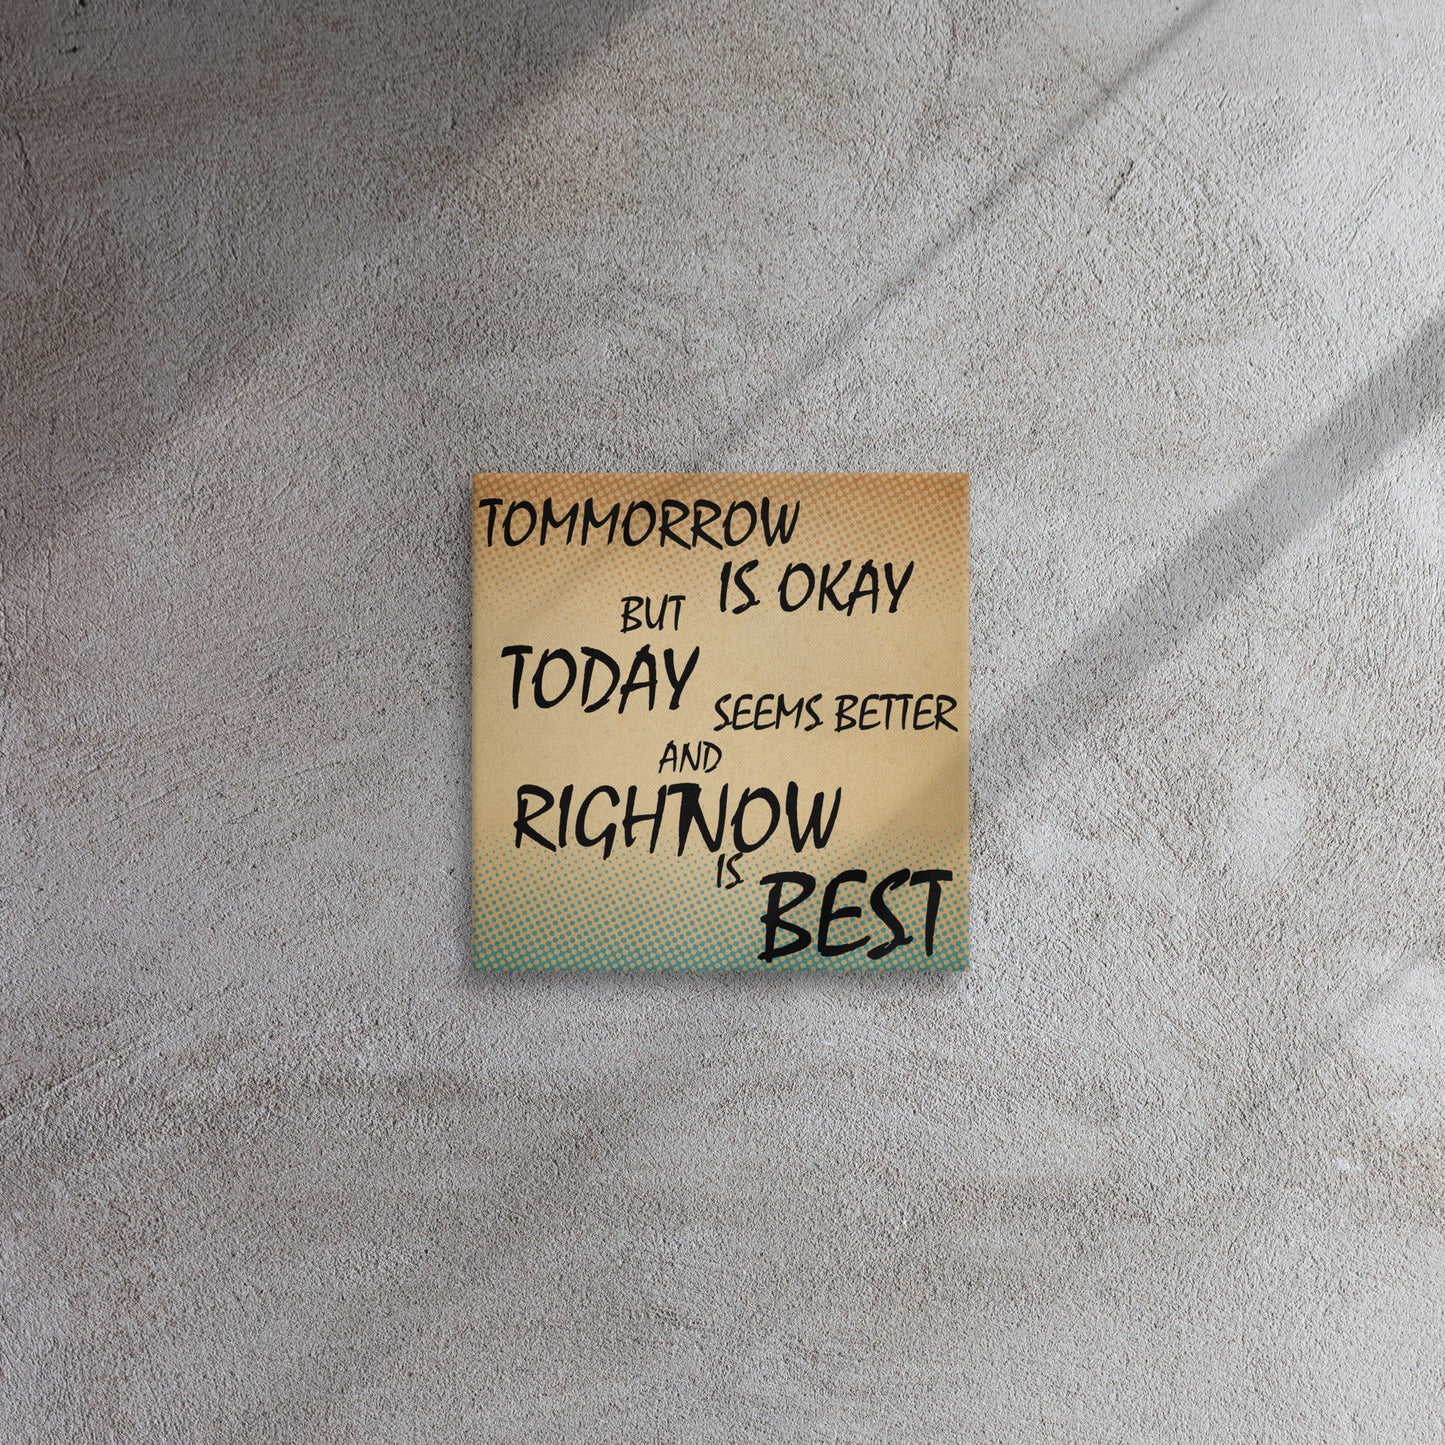 TOMMORROW
IS OKAY
BUT
TODAY
SEEMS BETTER
AND
RIGHTNOW
IS
BEST